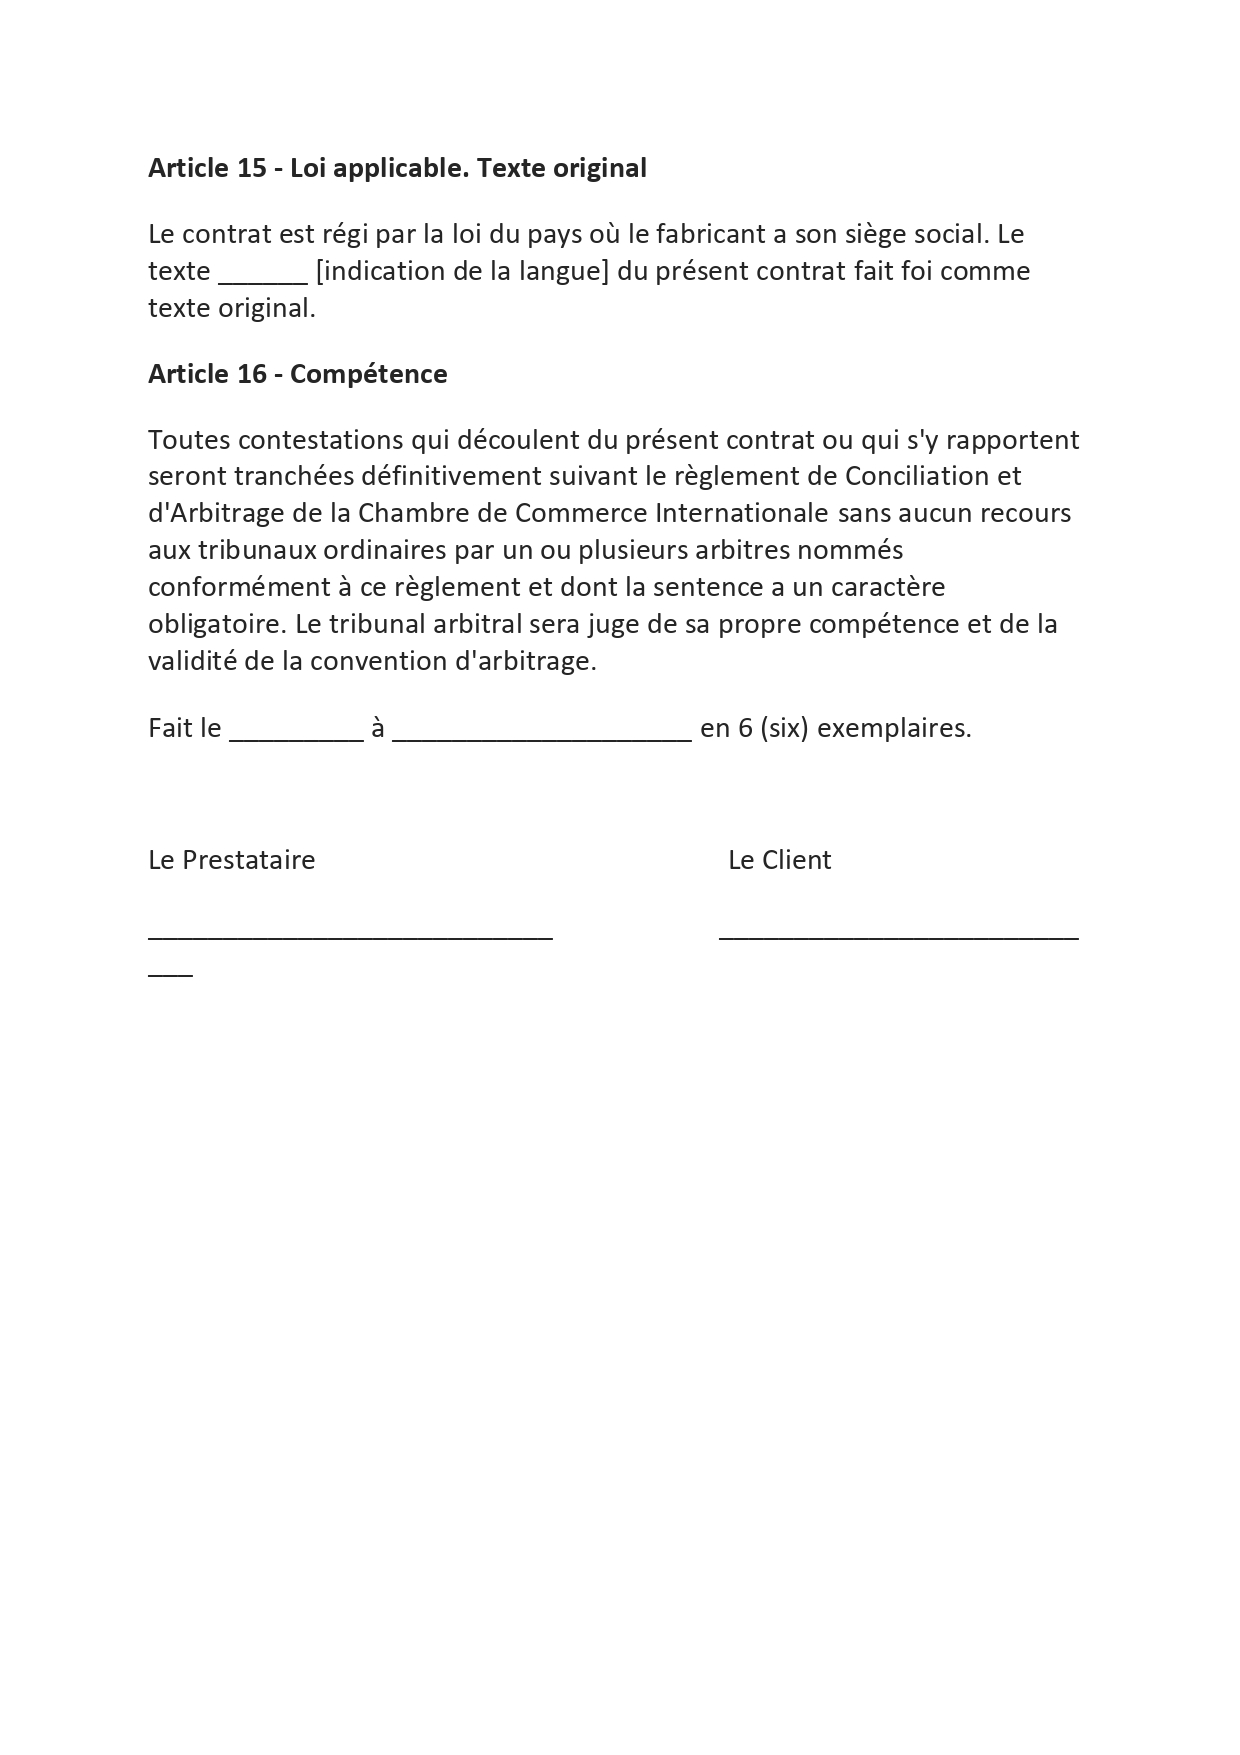 Article 15 - Loi applicable. Texte original
Le contrat est régi par la loi du pays où le fabricant a son siège social. Le
texte ______ [indication de la langue] du présent contrat fait foi comme
texte original.
Article 16 - Compétence
Toutes contestations qui découlent du présent contrat ou qui s'y rapportent
seront tranchées définitivement suivant le règlement de Conciliation et
d'Arbitrage de la Chambre de Commerce Internationale sans aucun recours
aux tribunaux ordinaires par un ou plusieurs arbitres nommés
conformément à ce règlement et dont la sentence a un caractère
obligatoire. Le tribunal arbitral sera juge de sa propre compétence et de la
validité de la convention d'arbitrage.
Fait le _________ à ____________________ en 6 (six) exemplaires.
Le Prestataire Le Client
___________________________ ________________________
___